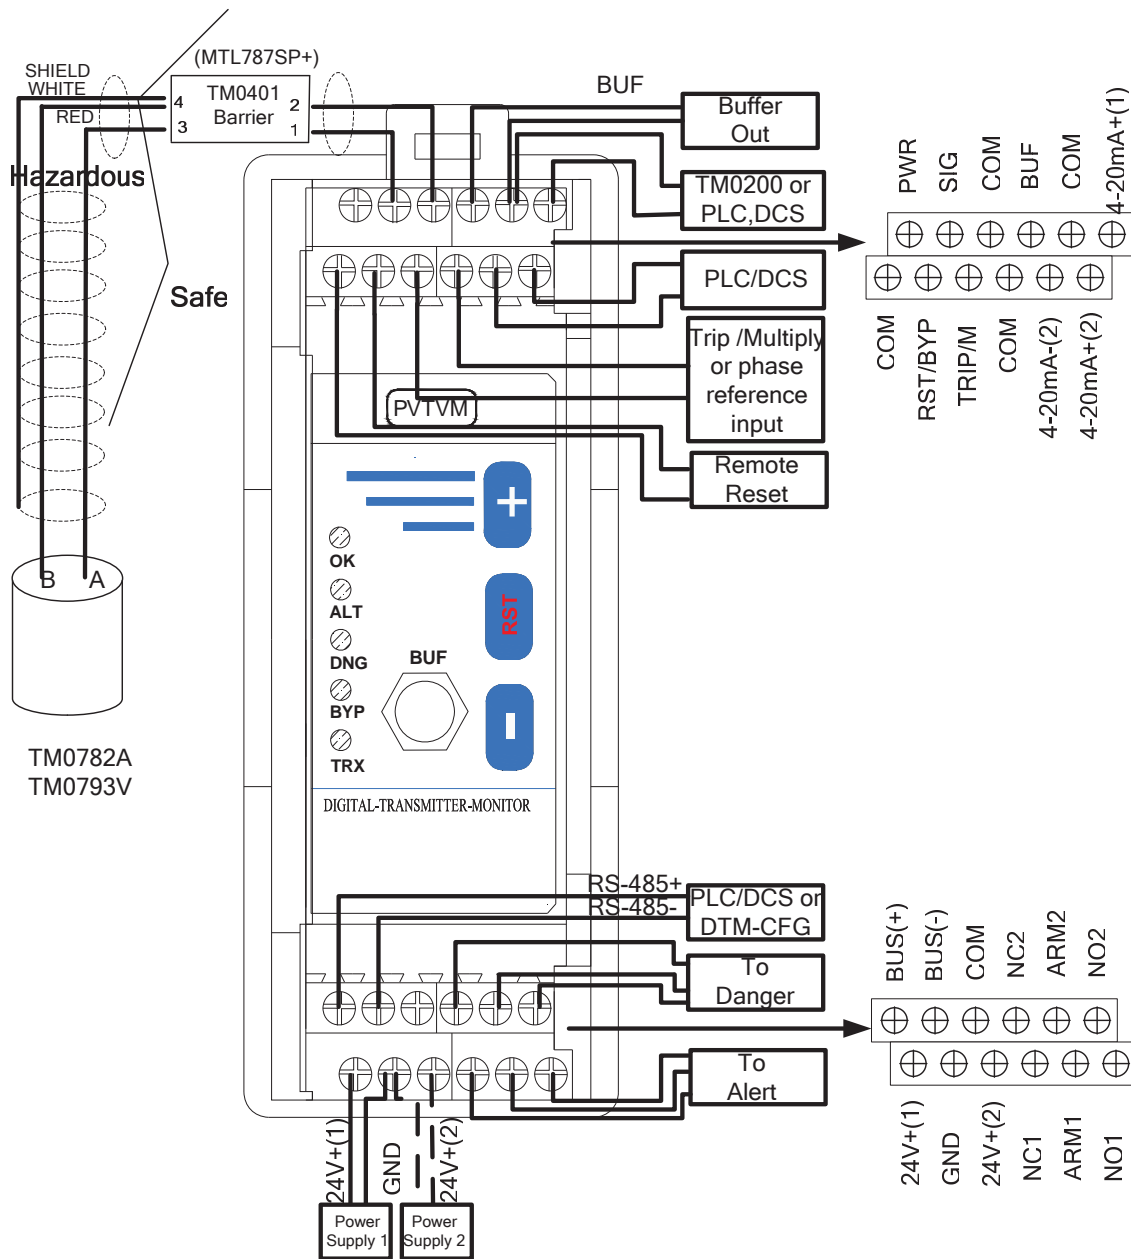 (MTL787SP+)
SHIELD
WHITE
RED
4
3
TM0401
Barrier
2
1
BUF
Buffer
Out
Hazardous
Safe
TM0200 or
PLC,DCS
PLC/DCS
Trip /Multiply
or phase
reference
input
Remote
Reset
PWR
SIG
COM
BUF
COM
4-20mA+(1)
COM
RST/BYP
TRIP/M
COM
4-20mA-(2)
4-20mA+(2)
PVTVM
+
OK
ALT
DNG
BYP
TRX
RST
BUF
-
DIGITAL-TRANSMITTER-MONITOR
B
A
TM0782A
TM0793V
RS-485+
RS-485-
PLC/DCS or
DTM-CFG
To
Danger
To
Alert
BUS(+)
BUS(-)
COM
NC2
ARM2
NO2
24V+(1)
GND
24V+(2)
NC1
ARM1
NO1
24V+(1)
GND
24V+(2)
Power
Supply 1
Power
Supply 2